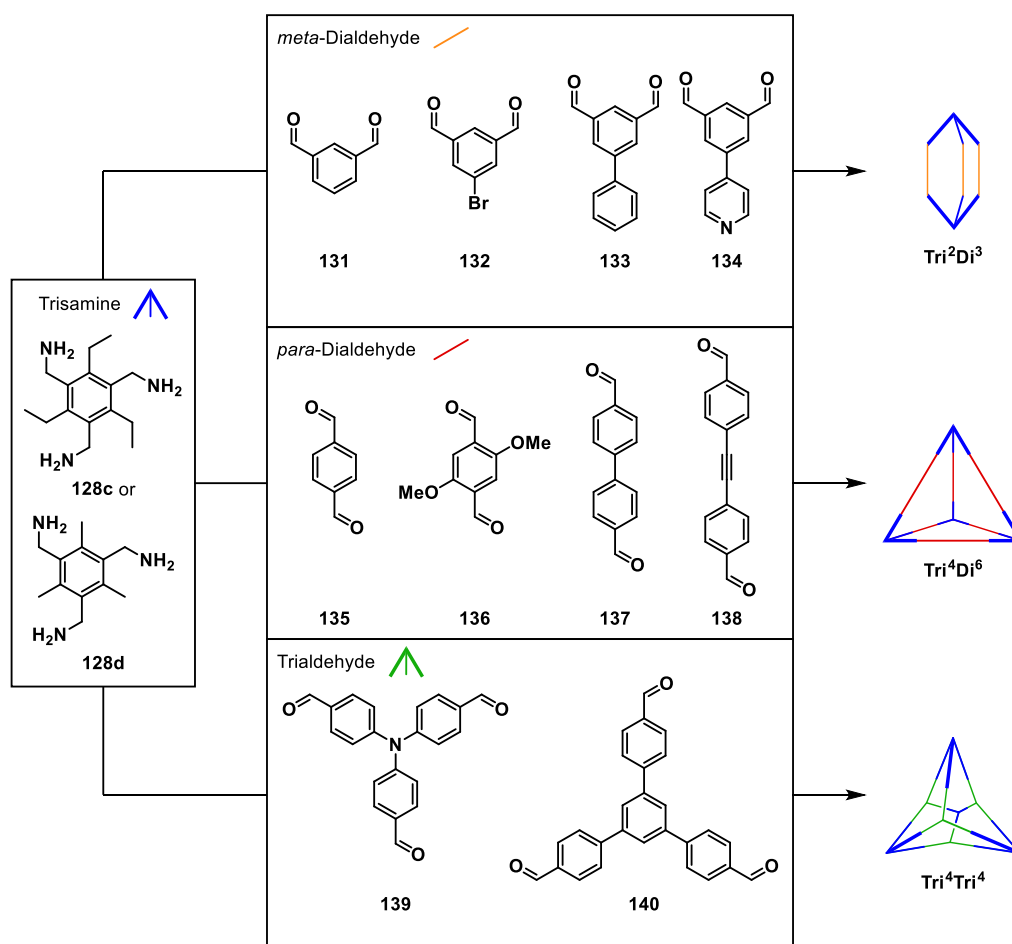 meta-Dialdehyde
O O
O O
Br
O O
O O
N
131 132 133 134
Tri²Di³
Trisamine
NH₂
NH₂
H₂N
128c or
NH₂
NH₂
H₂N
128d
para-Dialdehyde
O
O
O
OMe
OMe
O
O
O
O
O
135 136 137 138
Tri⁴Di⁶
Trialdehyde
O O
N
O
O
O O
139 140
Tri⁴Tri⁴